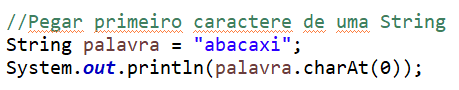 //Pegar primeiro caractere de uma String
String palavra = "abacaxi";
System.out.println(palavra.charAt(0));